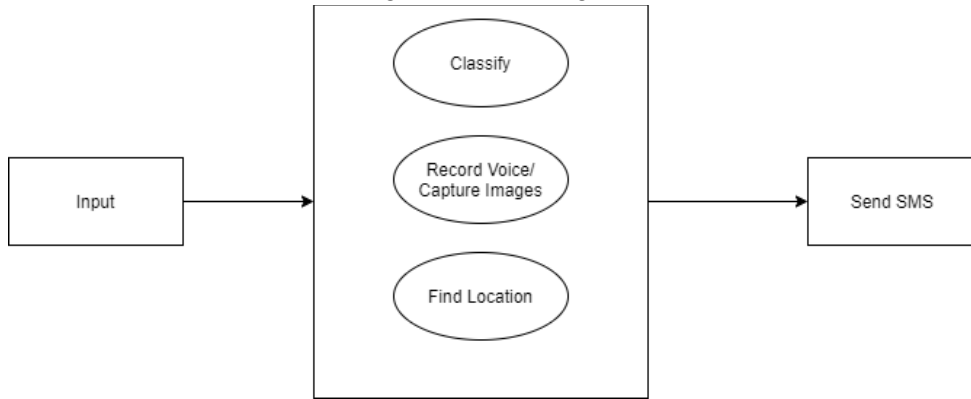 Classify
Record Voice/
Capture Images
Input
Send SMS
Find Location